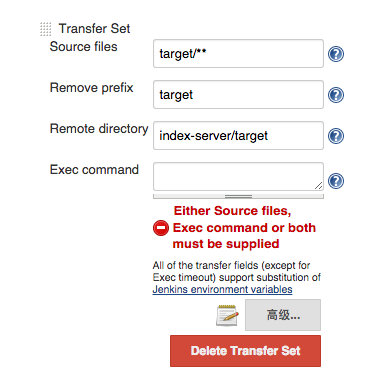 Transfer Set
Source files
target/**
Remove prefix
target
Remote directory
index-server/target
Exec command
Either Source files,
Exec command or both
must be supplied
All of the transfer fields (except for
Exec timeout) support substitution of
Jenkins environment variables
高级...
Delete Transfer Set